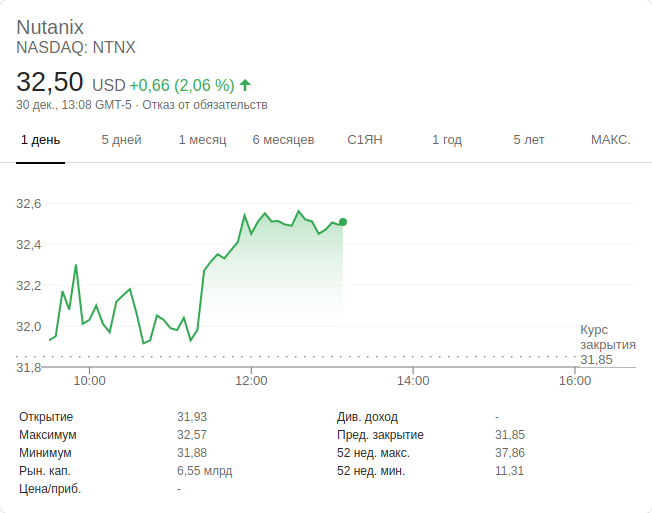 Nutanix
NASDAQ: NTNX
32,50 USD +0,66 (2,06 %)
30 дек., 13:08 GMT-5 · Отказ от обязательств
1 день 5 дней 1 месяц 6 месяцев С1ЯН 1 год 5 лет МАКС.
32,6
32,4
32,2
32,0
31,8
Курс
закрытия
31,85
10:00 12:00 14:00 16:00
Открытие 31,93 Див. доход -
Максимум 32,57 Пред. закрытие 31,85
Минимум 31,88 52 нед. макс. 37,86
Рын. кап. 6,55 млрд 52 нед. мин. 11,31
Цена/приб. -